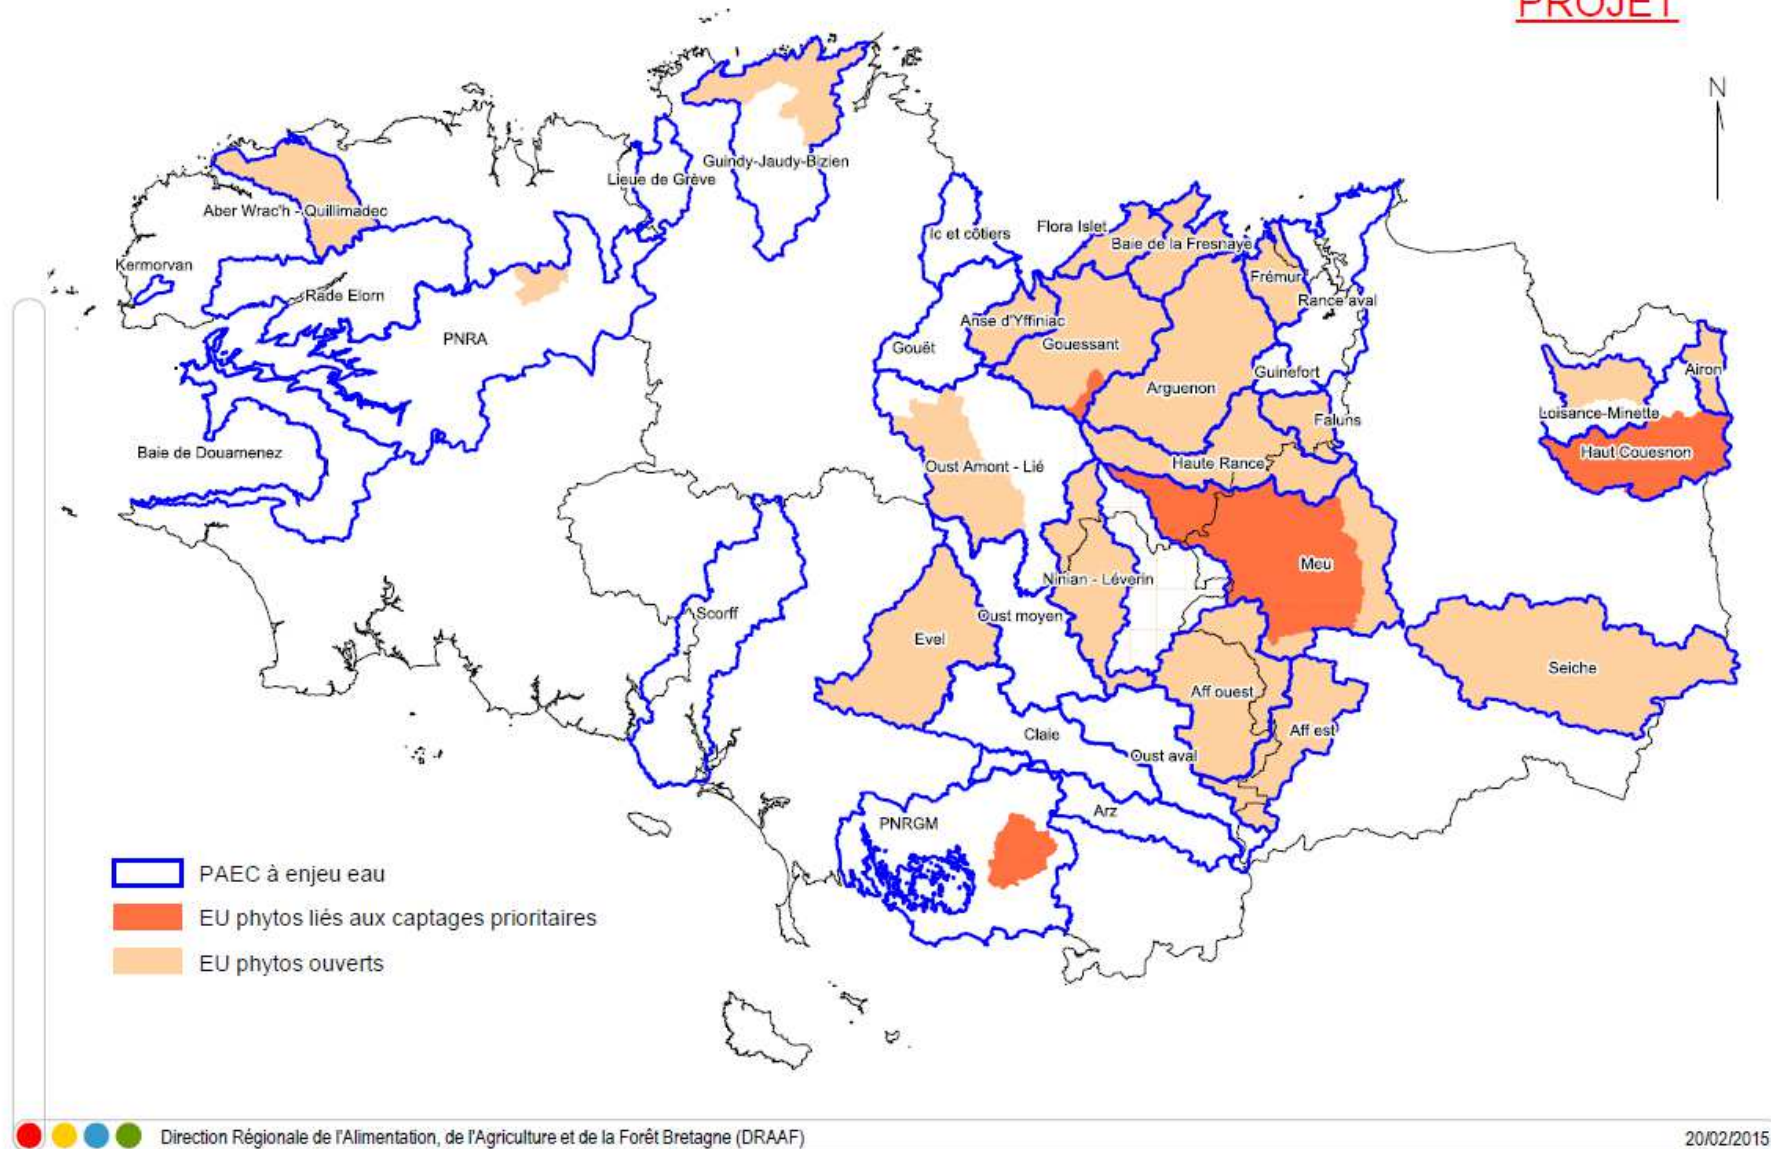 PROJET
N
Guindy-Jaudy-Bizien
Lieue de Grève
Aber Wrac'h - Quillimadec
Ic et côtiers
Flora Islet
Baie de la Fresnaye
Kermorvan
Frémur
Rade Elorn
Rance aval
Anse d'Yffiniac
PNRA
Gouët
Gouessant
Guinefort
Airon
Arguenon
Loisance-Minette
Faluns
Baie de Douarnenez
Haut Couesnon
Oust Amont - Lié
Haute Rance
Meu
Ninian - Léverin
Scorff
Oust moyen
Evel
Seiche
Aff ouest
Aff est
Claie
Oust aval
Arz
PNRGM
PAEC à enjeu eau
EU phytos liés aux captages prioritaires
EU phytos ouverts
Direction Régionale de l'Alimentation, de l'Agriculture et de la Forêt Bretagne (DRAAF)
20/02/2015